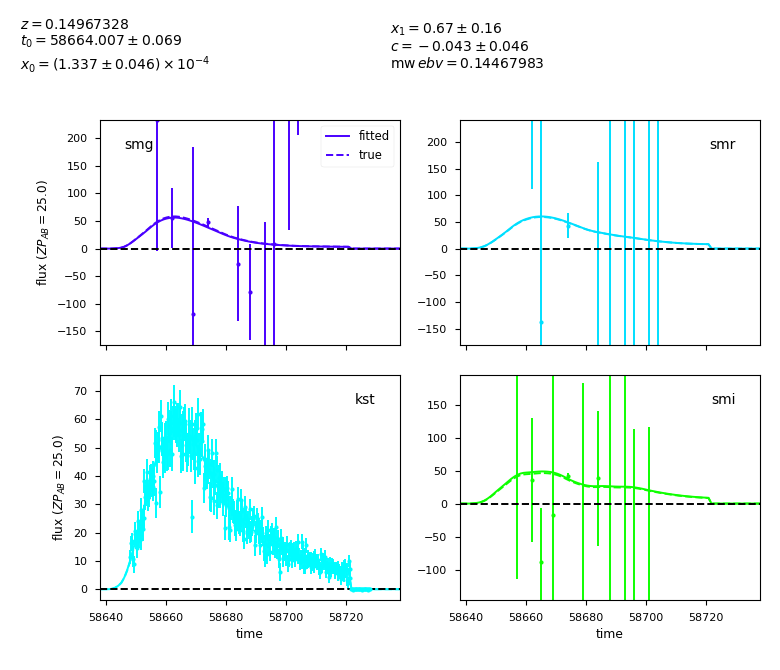 z = 0.14967328
t₀ = 58664.007 ± 0.069
x₀ = (1.337 ± 0.046) × 10⁻⁴
x₁ = 0.67 ± 0.16
c = −0.043 ± 0.046
mw ebv = 0.14467983
smg
fitted
true
200
150
100
50
0
−50
−100
−150
flux (ZP_AB = 25.0)
smr
200
150
100
50
0
−50
−100
−150
kst
70
60
50
40
30
20
10
0
flux (ZP_AB = 25.0)
58640 58660 58680 58700 58720
time
smi
150
100
50
0
−50
−100
58640 58660 58680 58700 58720
time